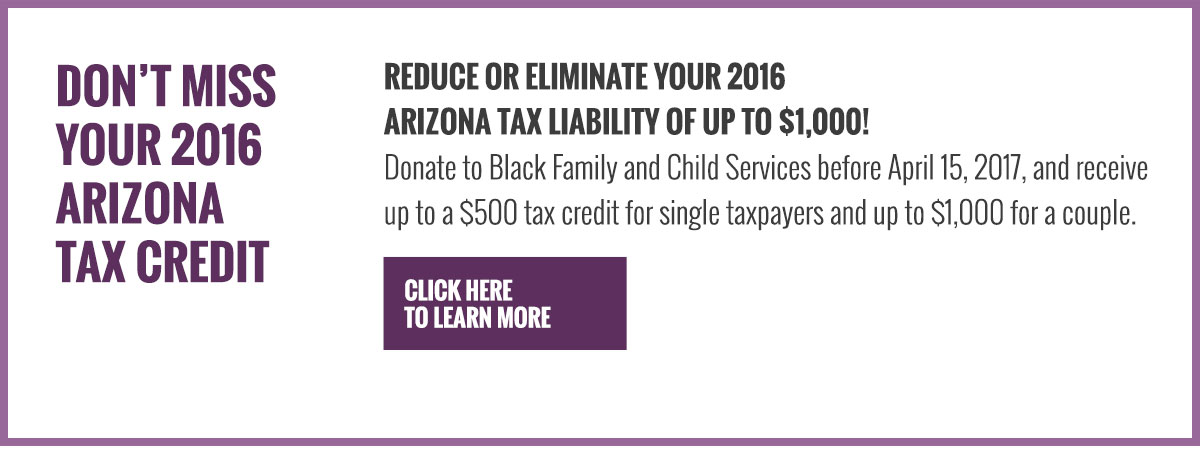 DON'T MISS
YOUR 2016
ARIZONA
TAX CREDIT
REDUCE OR ELIMINATE YOUR 2016
ARIZONA TAX LIABILITY OF UP TO $1,000!
Donate to Black Family and Child Services before April 15, 2017, and receive
up to a $500 tax credit for single taxpayers and up to $1,000 for a couple.
CLICK HERE
TO LEARN MORE